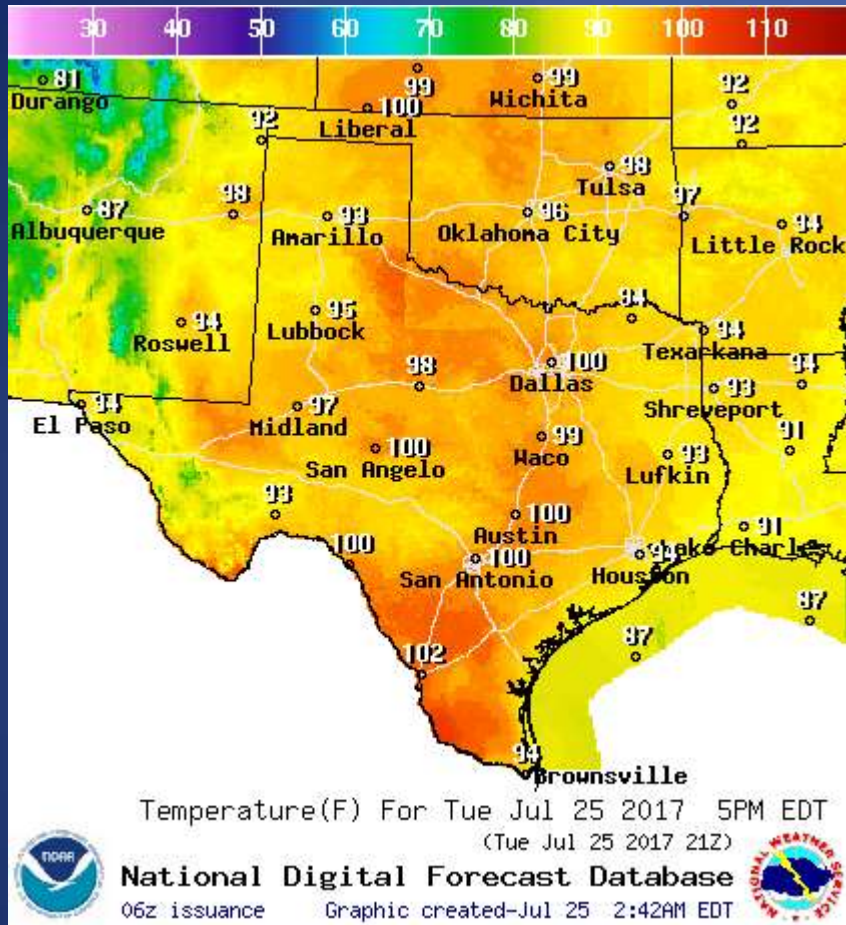 30 40 50 60 70 80 90 100 110
81
Durango
99
99
Wichita
100
Liberal
92
92
92
98
Tulsa
87
Albuquerque
98
93
Amarillo
96
Oklahoma City
97
94
Little Rock
94
Roswell
95
Lubbock
94
94
Texarkana
98
100
Dallas
93
Shreveport
94
94
El Paso
97
Midland
100
San Angelo
99
Waco
93
Lufkin
91
93
100
Austin
91
Lake Charles
100
100
San Antonio
94
Houston
87
87
102
94
Brownsville
Temperature(F) For Tue Jul 25 2017 5PM EDT
(Tue Jul 25 2017 21Z)
National Digital Forecast Database
06z issuance Graphic created-Jul 25 2:42AM EDT
NOAA
NATIONAL WEATHER SERVICE